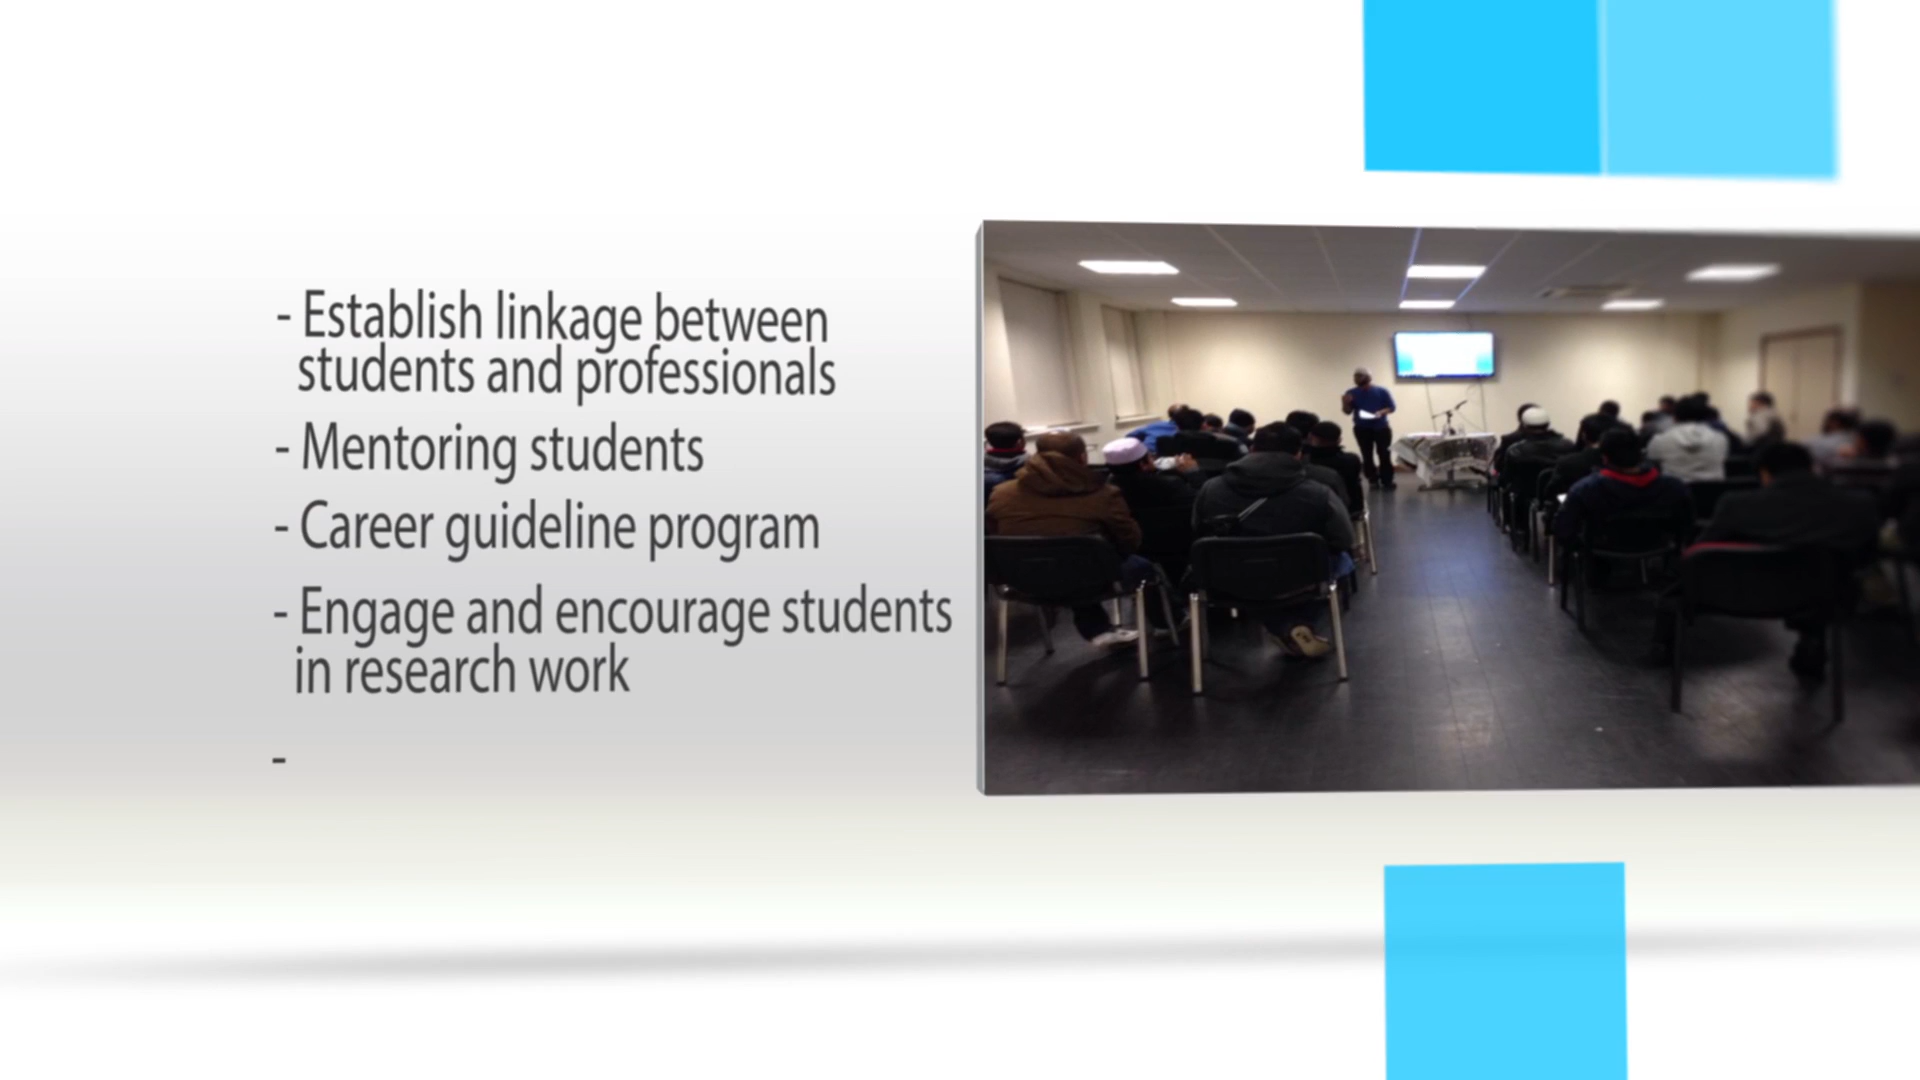 - Establish linkage between
students and professionals
- Mentoring students
- Career guideline program
- Engage and encourage students
in research work
-